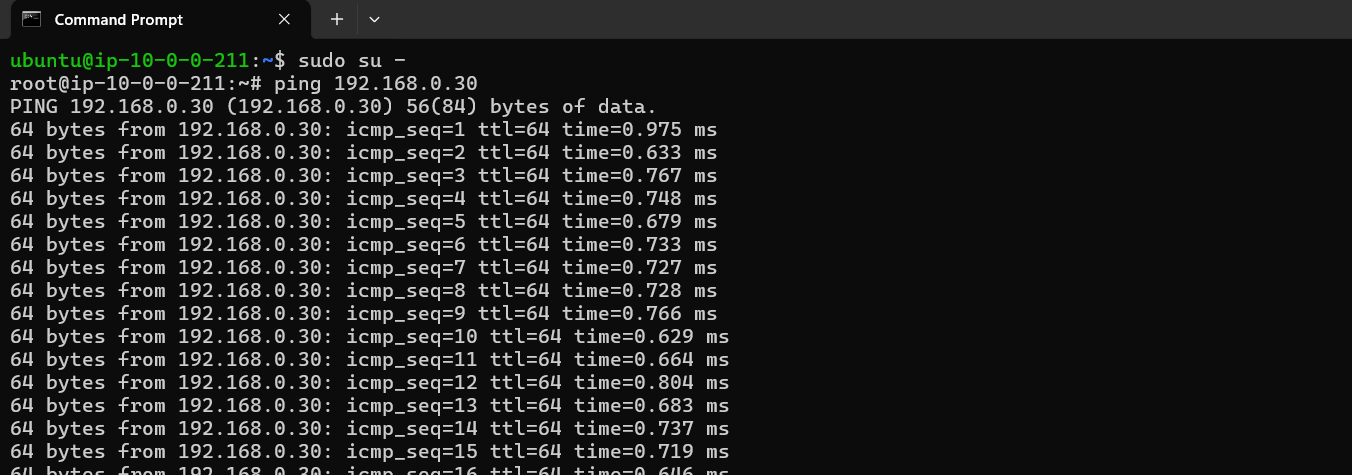 Command Prompt
ubuntu@ip-10-0-0-211:~$ sudo su -
root@ip-10-0-0-211:~# ping 192.168.0.30
PING 192.168.0.30 (192.168.0.30) 56(84) bytes of data.
64 bytes from 192.168.0.30: icmp_seq=1 ttl=64 time=0.975 ms
64 bytes from 192.168.0.30: icmp_seq=2 ttl=64 time=0.633 ms
64 bytes from 192.168.0.30: icmp_seq=3 ttl=64 time=0.767 ms
64 bytes from 192.168.0.30: icmp_seq=4 ttl=64 time=0.748 ms
64 bytes from 192.168.0.30: icmp_seq=5 ttl=64 time=0.679 ms
64 bytes from 192.168.0.30: icmp_seq=6 ttl=64 time=0.733 ms
64 bytes from 192.168.0.30: icmp_seq=7 ttl=64 time=0.727 ms
64 bytes from 192.168.0.30: icmp_seq=8 ttl=64 time=0.728 ms
64 bytes from 192.168.0.30: icmp_seq=9 ttl=64 time=0.766 ms
64 bytes from 192.168.0.30: icmp_seq=10 ttl=64 time=0.629 ms
64 bytes from 192.168.0.30: icmp_seq=11 ttl=64 time=0.664 ms
64 bytes from 192.168.0.30: icmp_seq=12 ttl=64 time=0.804 ms
64 bytes from 192.168.0.30: icmp_seq=13 ttl=64 time=0.683 ms
64 bytes from 192.168.0.30: icmp_seq=14 ttl=64 time=0.737 ms
64 bytes from 192.168.0.30: icmp_seq=15 ttl=64 time=0.719 ms
64 bytes from 192.168.0.30: icmp_seq=16 ttl=64 time=0.646 ms